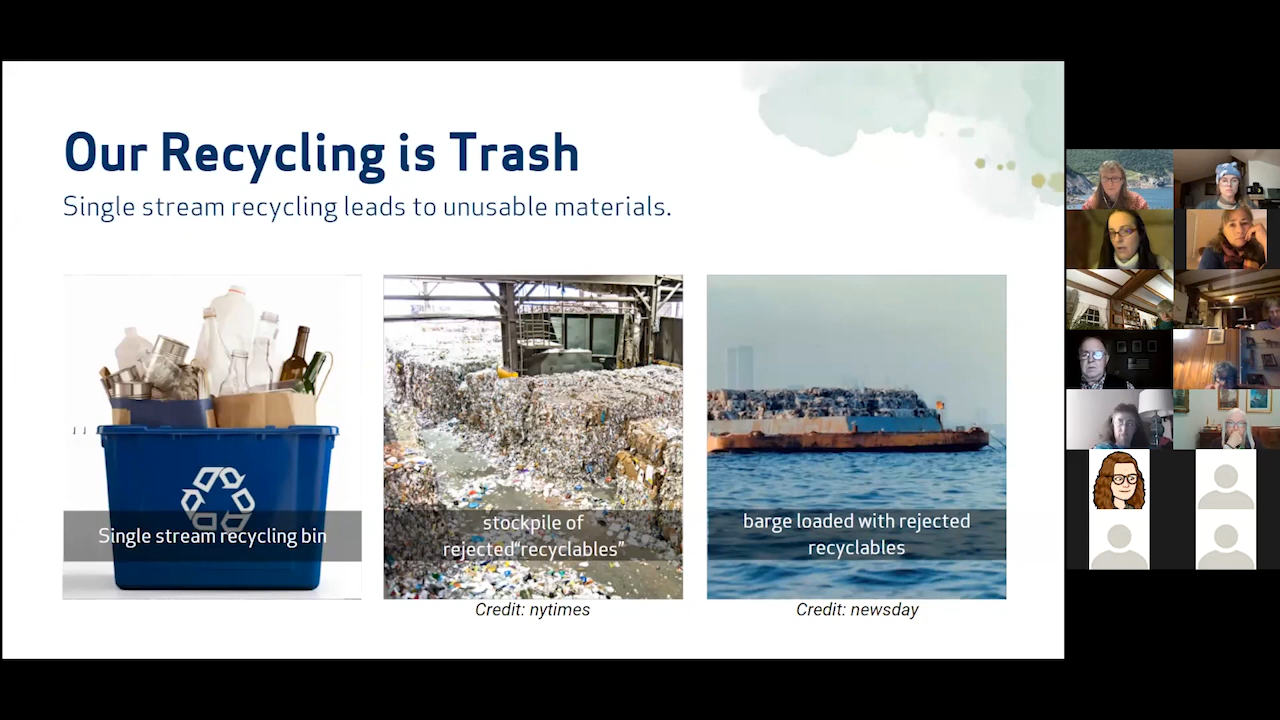 Our Recycling is Trash
Single stream recycling leads to unusable materials.
Single stream recycling bin
stockpile of
rejected“recyclables”
barge loaded with rejected
recyclables
Credit: nytimes
Credit: newsday